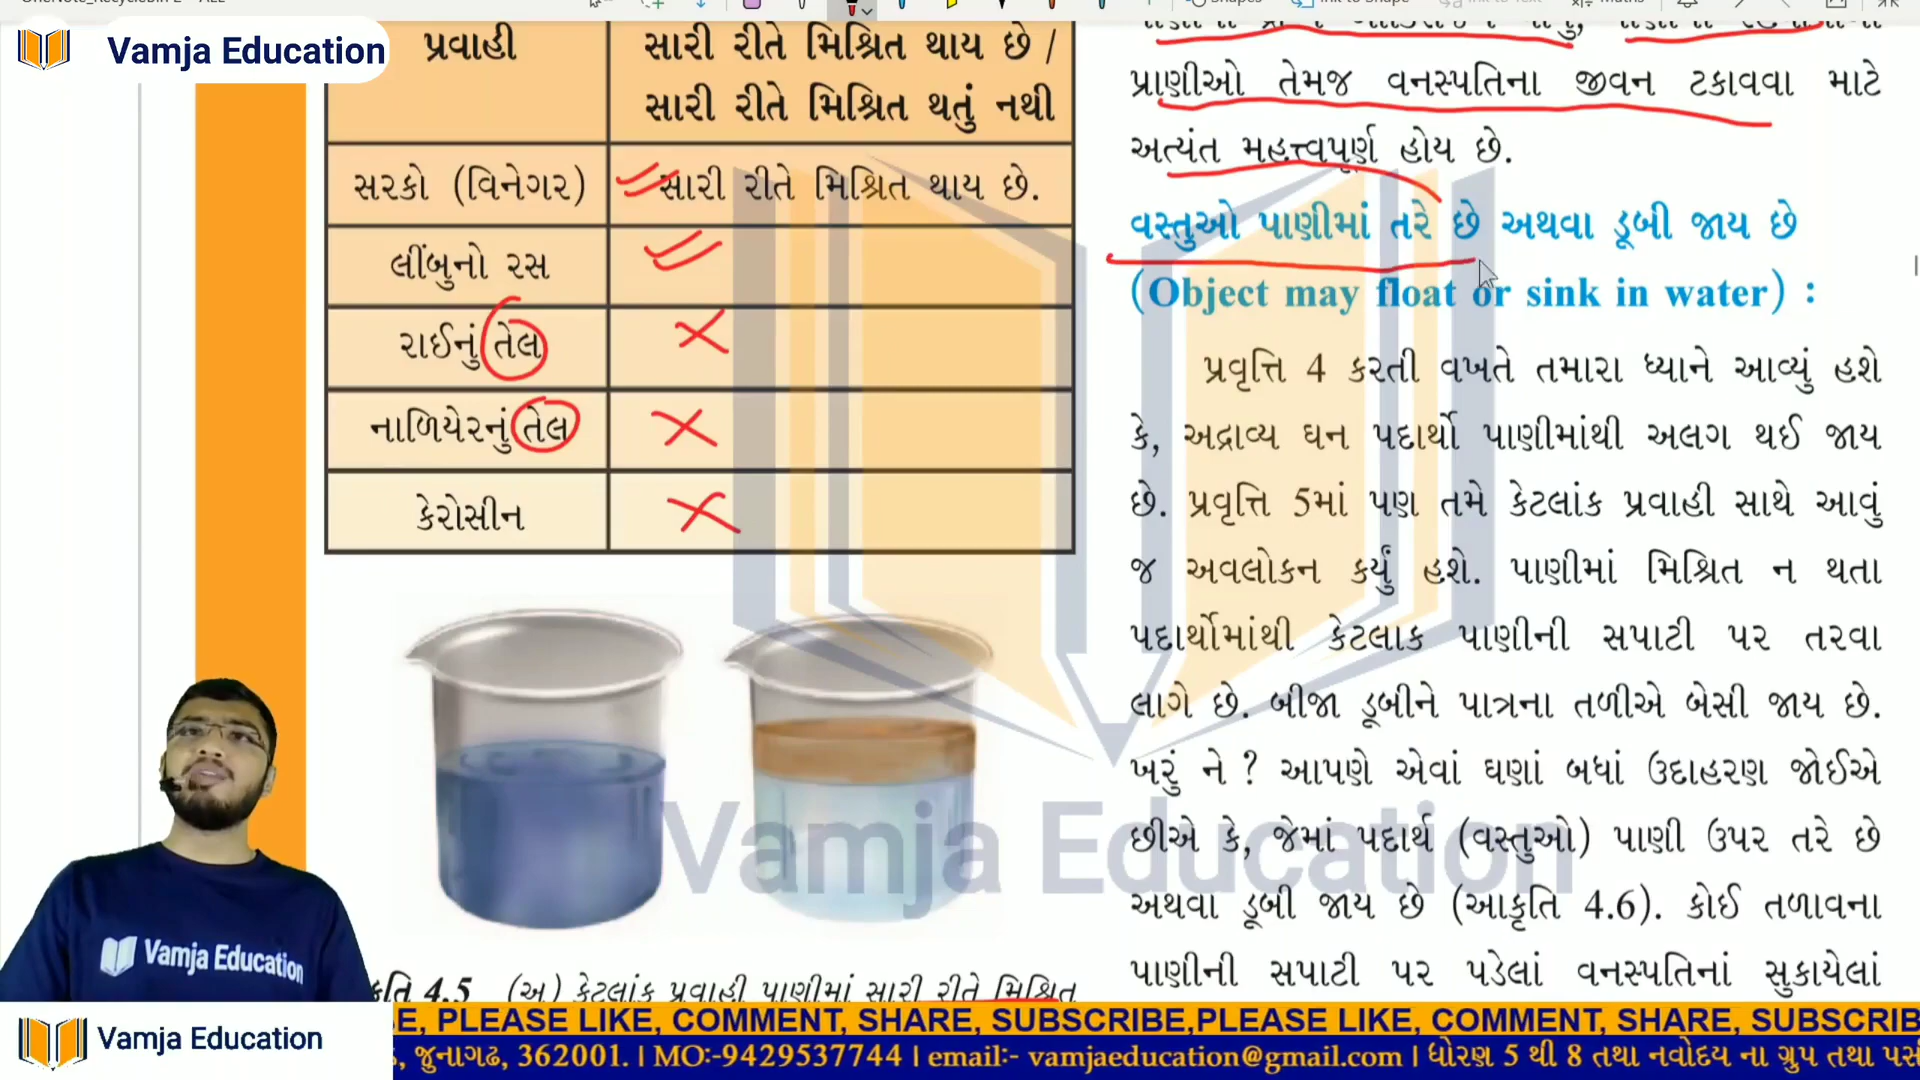 Vamja Education
પ્રવાહી
સારી રીતે મિશ્રિત થાય છે /
સારી રીતે મિશ્રિત થતું નથી
સરકો (વિનેગર)
સારી રીતે મિશ્રિત થાય છે.
લીંબુનો રસ
રાઈનું તેલ
નાળિયેરનું તેલ
કેરોસીન
કૃતિ 4.5 (અ) કેટલાંક પ્રવાહી પાણીમાં સારી રીતે મિશ્રિત
પ્રાણીઓ તેમજ વનસ્પતિના જીવન ટકાવવા માટે
અત્યંત મહત્ત્વપૂર્ણ હોય છે.
વસ્તુઓ પાણીમાં તરે છે અથવા ડૂબી જાય છે
(Object may float or sink in water) :
પ્રવૃત્તિ 4 કરતી વખતે તમારા ધ્યાને આવ્યું હશે
કે, અદ્રાવ્ય ઘન પદાર્થો પાણીમાંથી અલગ થઈ જાય
છે. પ્રવૃત્તિ 5માં પણ તમે કેટલાંક પ્રવાહી સાથે આવું
જ અવલોકન કર્યું હશે. પાણીમાં મિશ્રિત ન થતા
પદાર્થોમાંથી કેટલાક પાણીની સપાટી પર તરવા
લાગે છે. બીજા ડૂબીને પાત્રના તળીએ બેસી જાય છે.
ખરું ને ? આપણે એવાં ઘણાં બધાં ઉદાહરણ જોઈએ
છીએ કે, જેમાં પદાર્થ (વસ્તુઓ) પાણી ઉપર તરે છે
અથવા ડૂબી જાય છે (આકૃતિ 4.6). કોઈ તળાવના
પાણીની સપાટી પર પડેલાં વનસ્પતિનાં સુકાયેલાં
Vamja Education
Vamja Education
Vamja Education
E, PLEASE LIKE, COMMENT, SHARE, SUBSCRIBE,PLEASE LIKE, COMMENT, SHARE, SUBSCRIB
જુનાગઢ, 362001. | MO:-9429537744 | email:- vamjaeducation@gmail.com | ધોરણ 5 થી 8 તથા નવોદય ના ગ્રુપ તથા